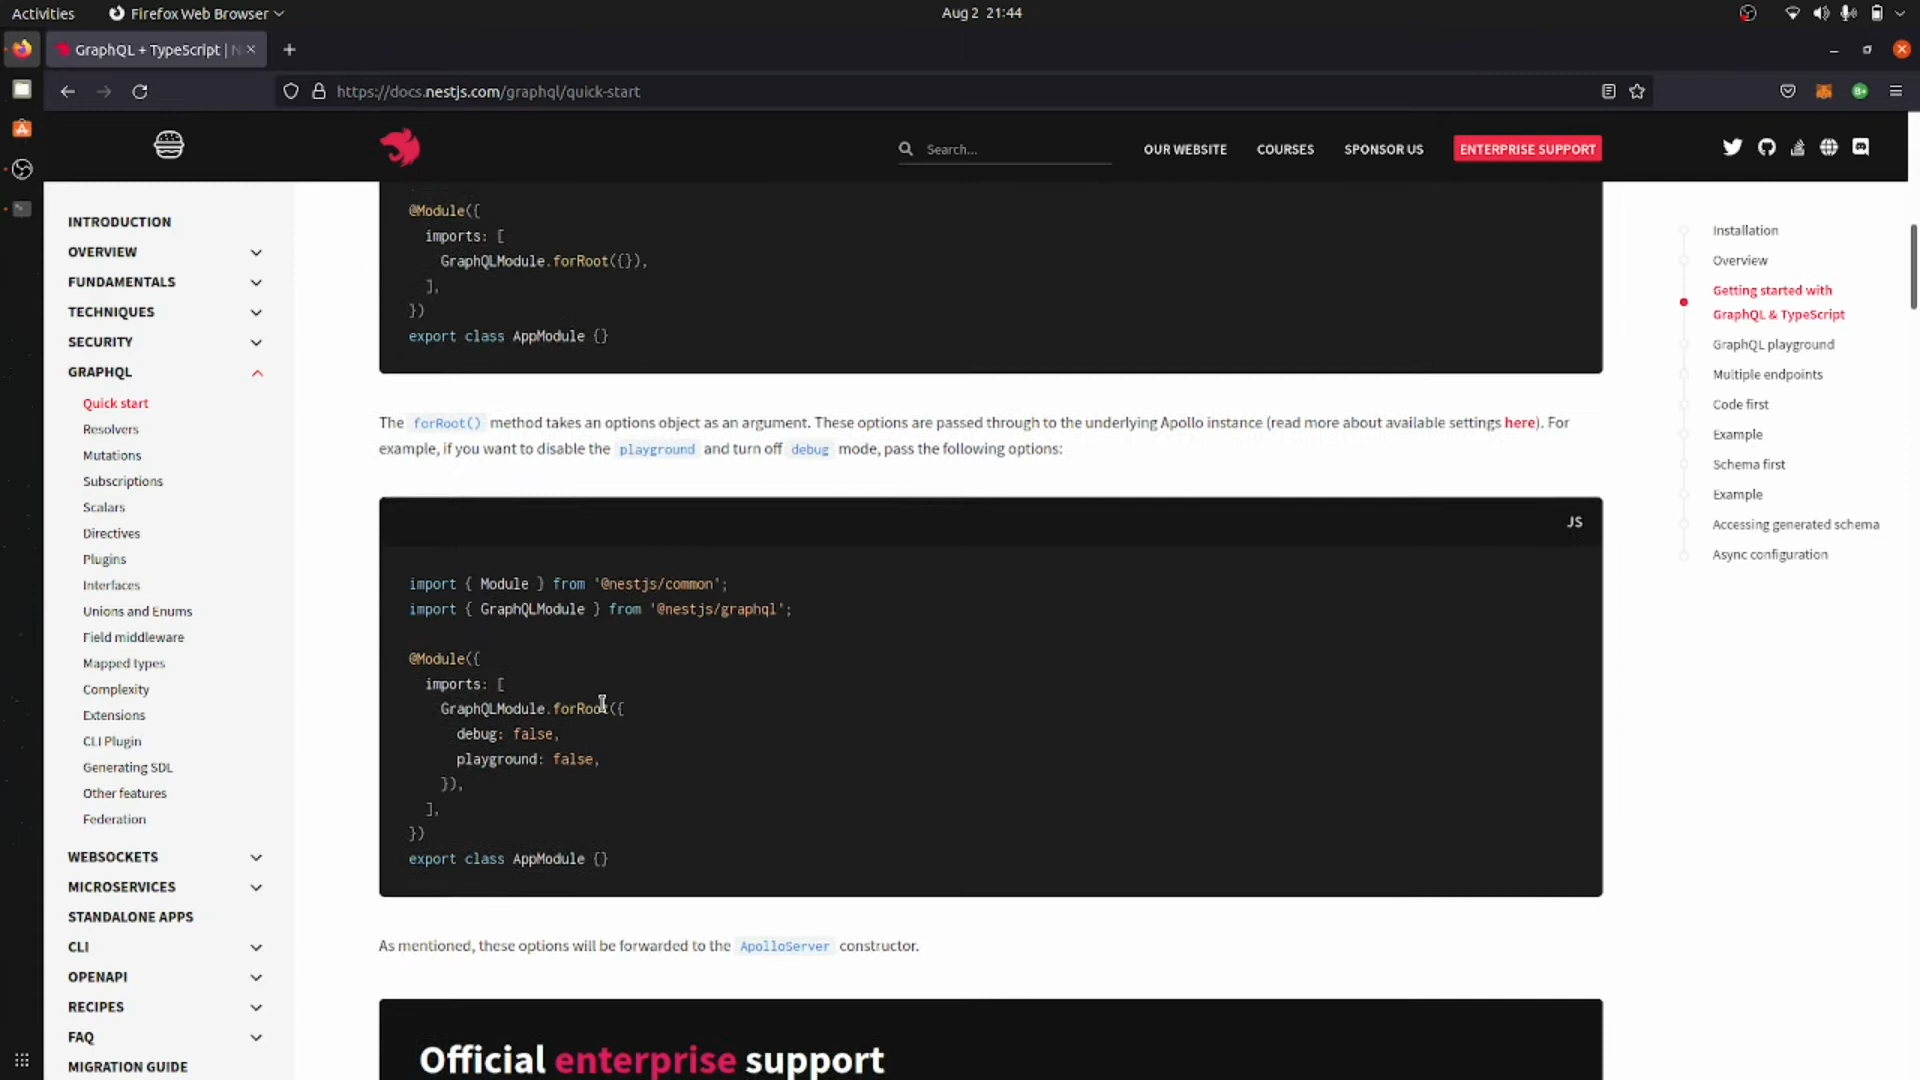 Activities
Firefox Web Browser
Aug 2 21:44
GraphQL + TypeScript | N
https://docs.nestjs.com/graphql/quick-start
Search...
OUR WEBSITE
COURSES
SPONSOR US
ENTERPRISE SUPPORT
INTRODUCTION
OVERVIEW
FUNDAMENTALS
TECHNIQUES
SECURITY
GRAPHQL
Quick start
Resolvers
Mutations
Subscriptions
Scalars
Directives
Plugins
Interfaces
Unions and Enums
Field middleware
Mapped types
Complexity
Extensions
CLI Plugin
Generating SDL
Other features
Federation
WEBSOCKETS
MICROSERVICES
STANDALONE APPS
CLI
OPENAPI
RECIPES
FAQ
MIGRATION GUIDE
@Module({
imports: [
GraphQLModule.forRoot({}),
],
})
export class AppModule {}
The forRoot() method takes an options object as an argument. These options are passed through to the underlying Apollo instance (read more about available settings here). For
example, if you want to disable the playground and turn off debug mode, pass the following options:
JS
import { Module } from '@nestjs/common';
import { GraphQLModule } from '@nestjs/graphql';
@Module({
imports: [
GraphQLModule.forRoot({
debug: false,
playground: false,
}),
],
})
export class AppModule {}
As mentioned, these options will be forwarded to the ApolloServer constructor.
Official enterprise support
Installation
Overview
Getting started with
GraphQL & TypeScript
GraphQL playground
Multiple endpoints
Code first
Example
Schema first
Example
Accessing generated schema
Async configuration